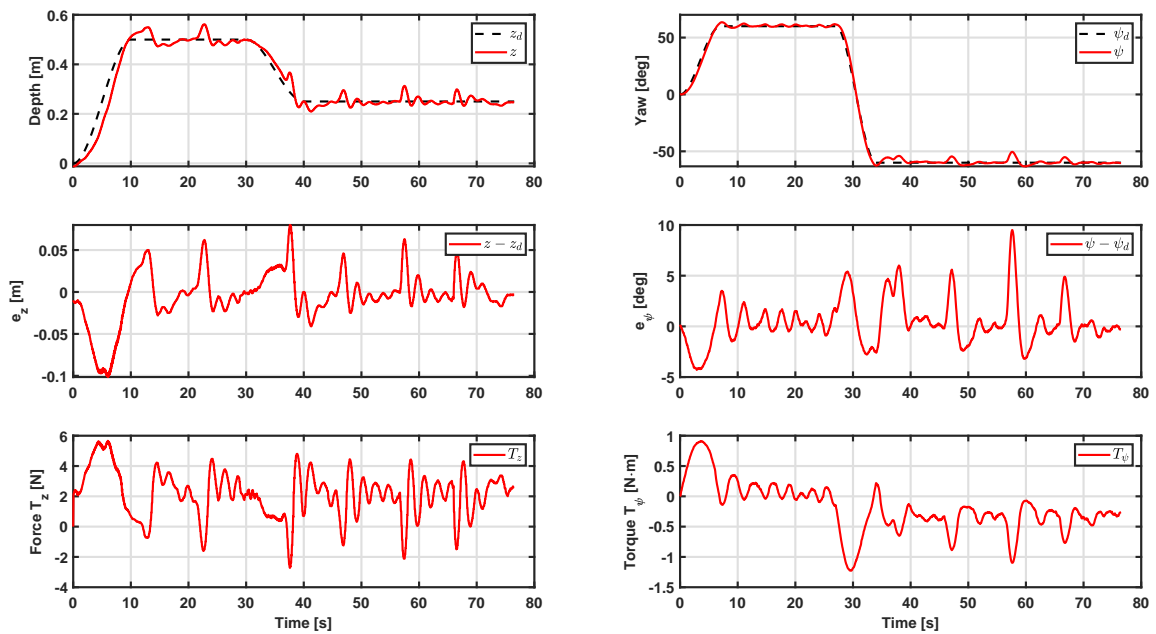 0.6
0.4
0.2
0
Depth [m]
z_d
z
0 10 20 30 40 50 60 70 80
50
0
-50
Yaw [deg]
ψ_d
ψ
0 10 20 30 40 50 60 70 80
0.05
0
-0.05
-0.1
e_z [m]
z − z_d
0 10 20 30 40 50 60 70 80
10
5
0
-5
e_ψ [deg]
ψ − ψ_d
0 10 20 30 40 50 60 70 80
6
4
2
0
-2
-4
Force T_z [N]
T_z
0 10 20 30 40 50 60 70 80
Time [s]
1
0.5
0
-0.5
-1
-1.5
Torque T_ψ [N-m]
T_ψ
0 10 20 30 40 50 60 70 80
Time [s]